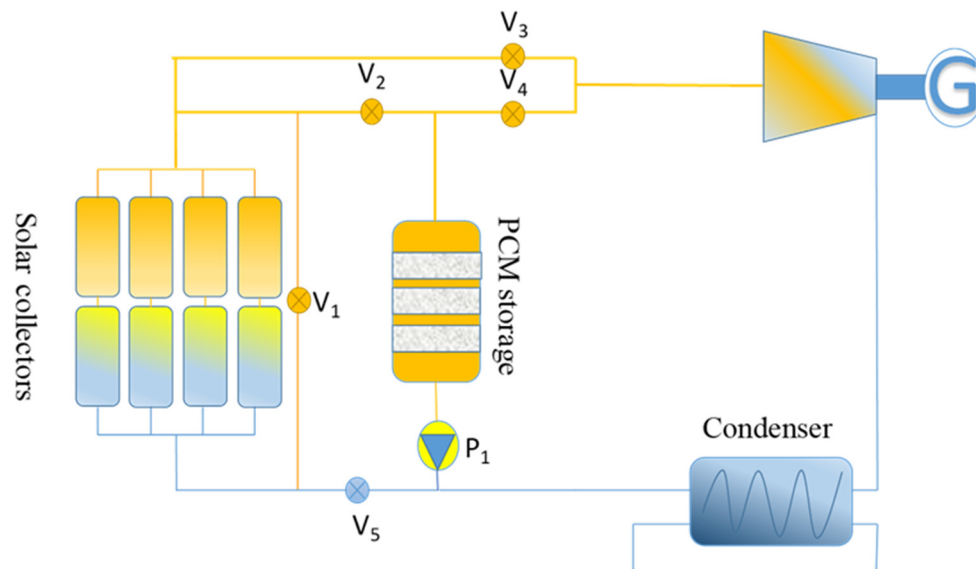 V3
V2
V4
G
Solar collectors
V1
PCM storage
P1
Condenser
V5